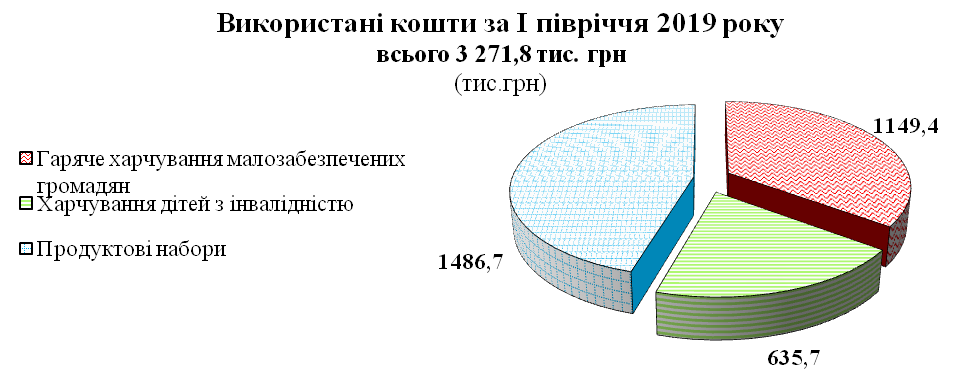 Використані кошти за І півріччя 2019 року
всього 3 271,8 тис. грн
(тис.грн)
1149,4
Гаряче харчування малозабезпечених
громадян
Харчування дітей з інвалідністю
Продуктові набори
1486,7
635,7